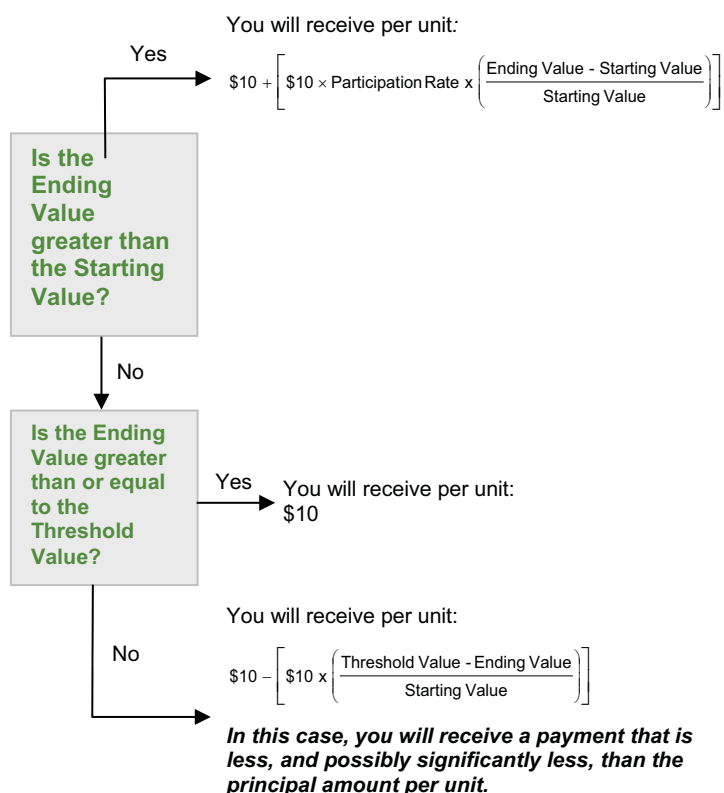 You will receive per unit:
Yes
$10 + [ $10 × Participation Rate x ( Ending Value - Starting Value / Starting Value ) ]
Is the
Ending
Value
greater than
the Starting
Value?
No
Is the Ending
Value greater
than or equal
to the
Threshold
Value?
Yes
You will receive per unit:
$10
You will receive per unit:
No
$10 – [ $10 x ( Threshold Value - Ending Value / Starting Value ) ]
In this case, you will receive a payment that is
less, and possibly significantly less, than the
principal amount per unit.